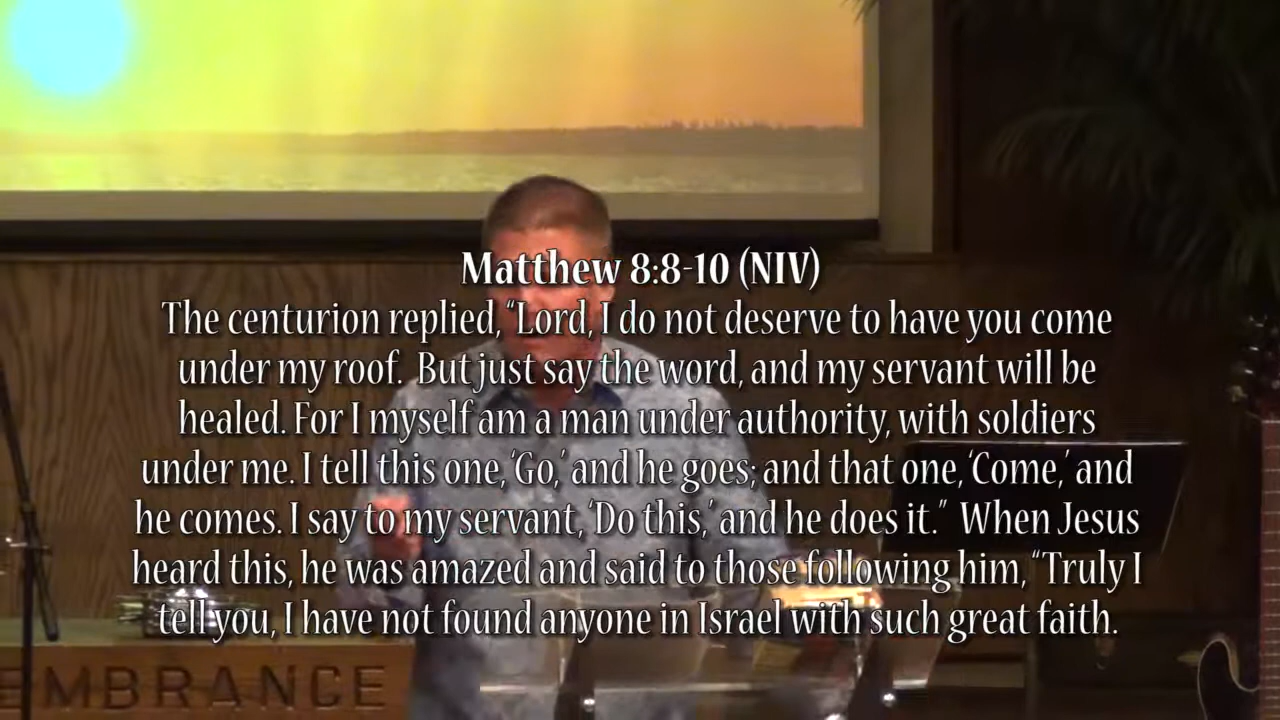 Matthew 8:8-10 (NIV)
The centurion replied, “Lord, I do not deserve to have you come
under my roof.  But just say the word, and my servant will be
healed. For I myself am a man under authority, with soldiers
under me. I tell this one, ‘Go,’ and he goes; and that one, ‘Come,’ and
he comes. I say to my servant, ‘Do this,’ and he does it.”  When Jesus
heard this, he was amazed and said to those following him, “Truly I
tell you, I have not found anyone in Israel with such great faith.
EMBRANCE